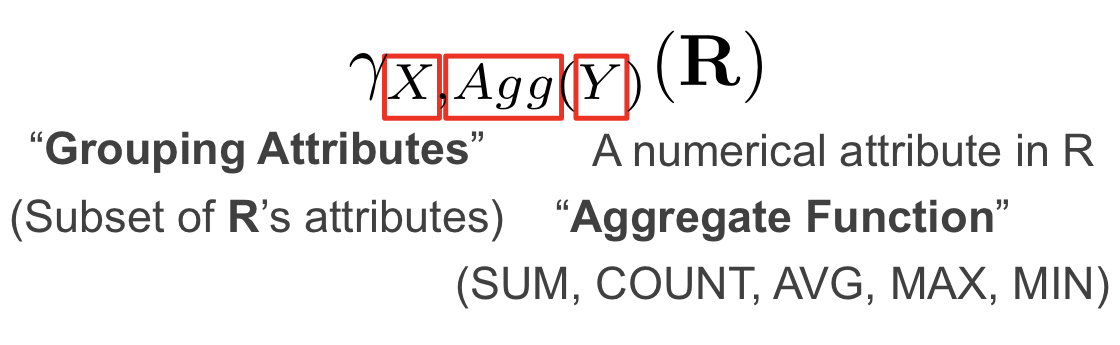 γX,Agg(Y)(R)
“Grouping Attributes” A numerical attribute in R
(Subset of R’s attributes) “Aggregate Function”
(SUM, COUNT, AVG, MAX, MIN)